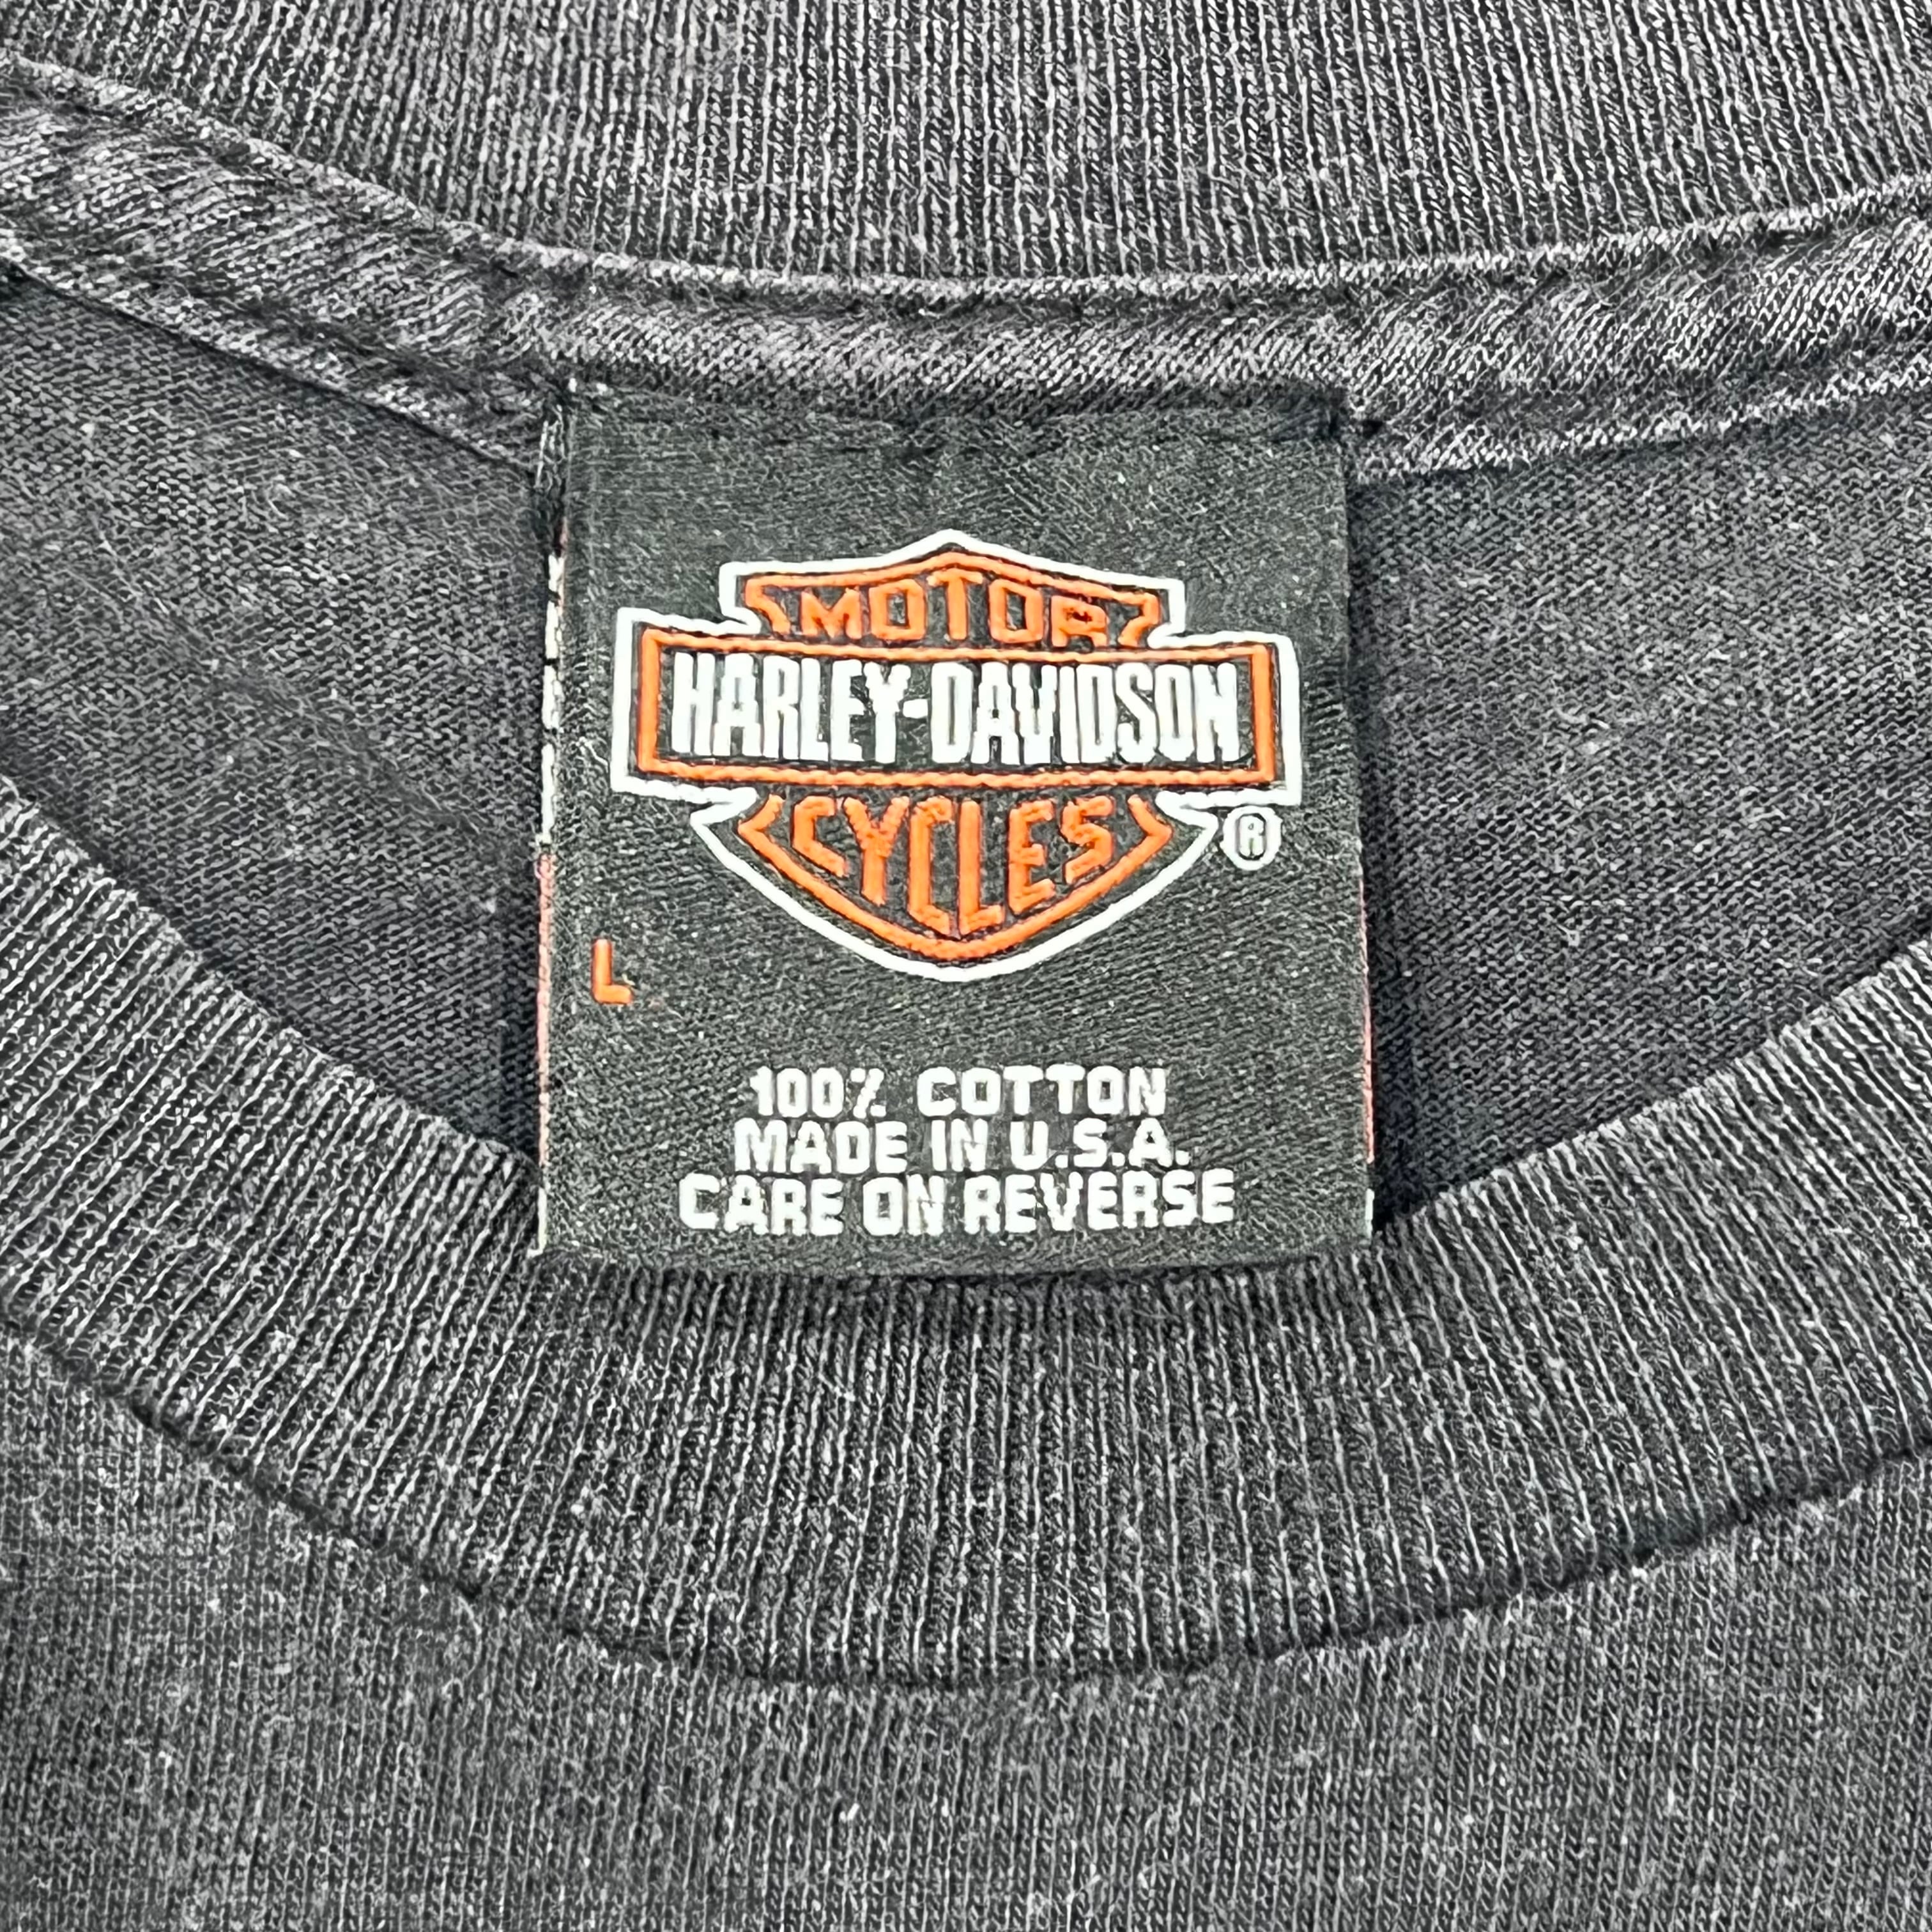 MOTOR
HARLEY-DAVIDSON
CYCLES
®
L
100% COTTON
MADE IN U.S.A.
CARE ON REVERSE